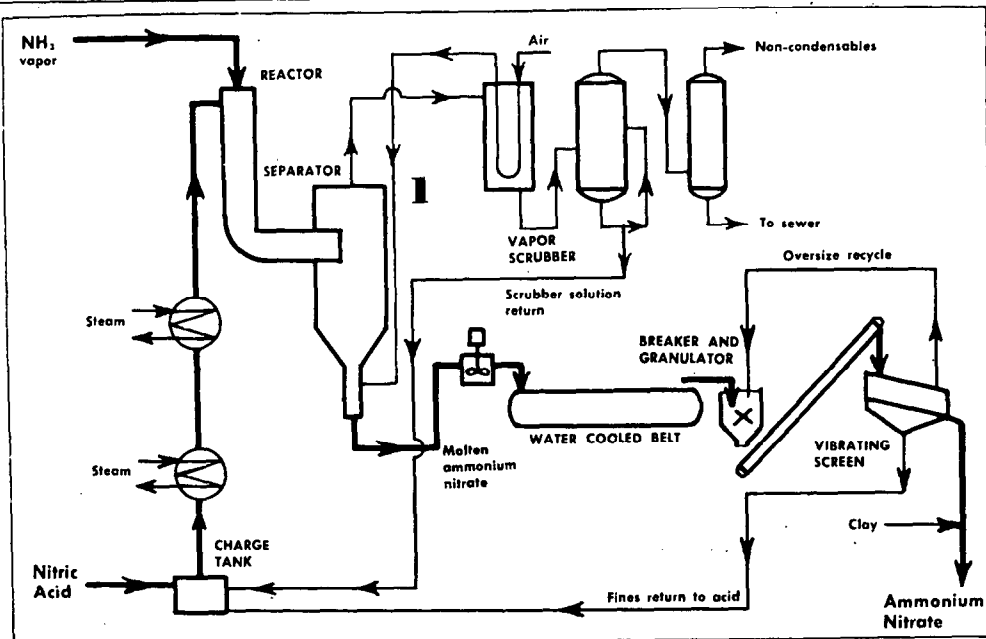 NH₃
vapor
REACTOR
Air
Non-condensables
SEPARATOR
VAPOR
SCRUBBER
To sewer
Oversize recycle
Scrubber solution
return
Steam
BREAKER AND
GRANULATOR
WATER COOLED BELT
Molten
ammonium
nitrate
VIBRATING
SCREEN
Steam
Clay
CHARGE
TANK
Nitric
Acid
Fines return to acid
Ammonium
Nitrate